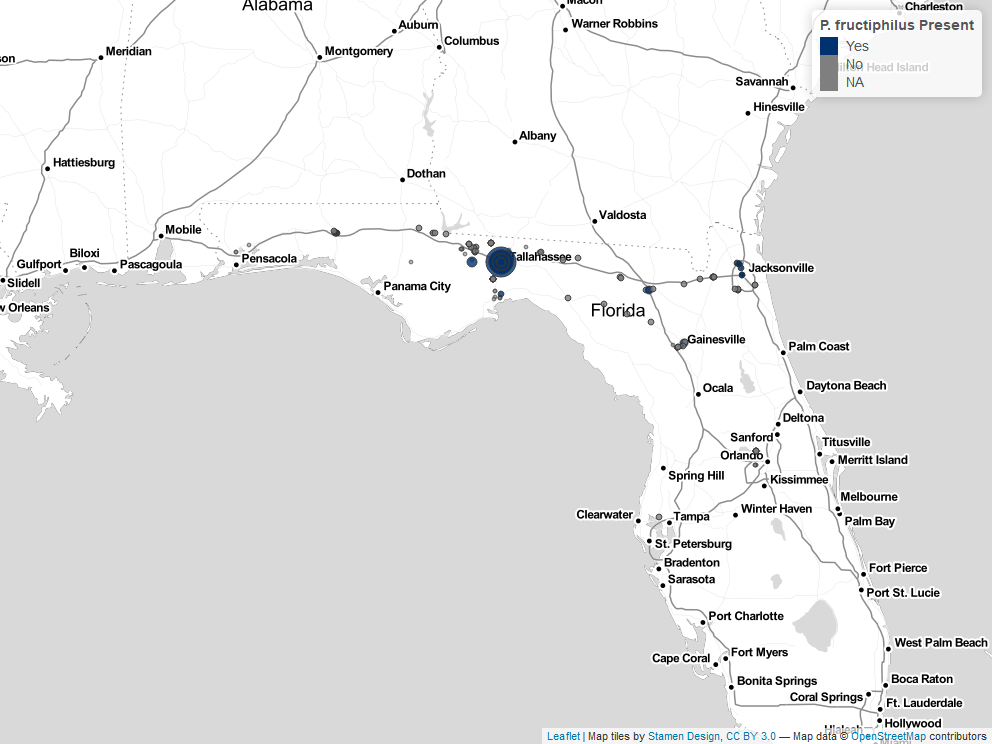 Alabama
Macon
Charleston
Auburn
Warner Robbins
Columbus
Meridian
Montgomery
P. fructiphilus Present
Yes
No
NA
Hilton Head Island
Savannah
Hinesville
Albany
Hattiesburg
Dothan
Valdosta
Mobile
Biloxi
Gulfport
Pascagoula
Pensacola
Tallahassee
Jacksonville
Slidell
Panama City
w Orleans
Florida
Gainesville
Palm Coast
Ocala
Daytona Beach
Deltona
Sanford
Titusville
Orlando
Merritt Island
Spring Hill
Kissimmee
Melbourne
Clearwater
Tampa
Winter Haven
Palm Bay
St. Petersburg
Bradenton
Fort Pierce
Sarasota
Port St. Lucie
Port Charlotte
West Palm Beach
Cape Coral
Fort Myers
Bonita Springs
Boca Raton
Coral Springs
Ft. Lauderdale
Hollywood
Hialeah
Miami
Leaflet | Map tiles by Stamen Design, CC BY 3.0 — Map data © OpenStreetMap contributors